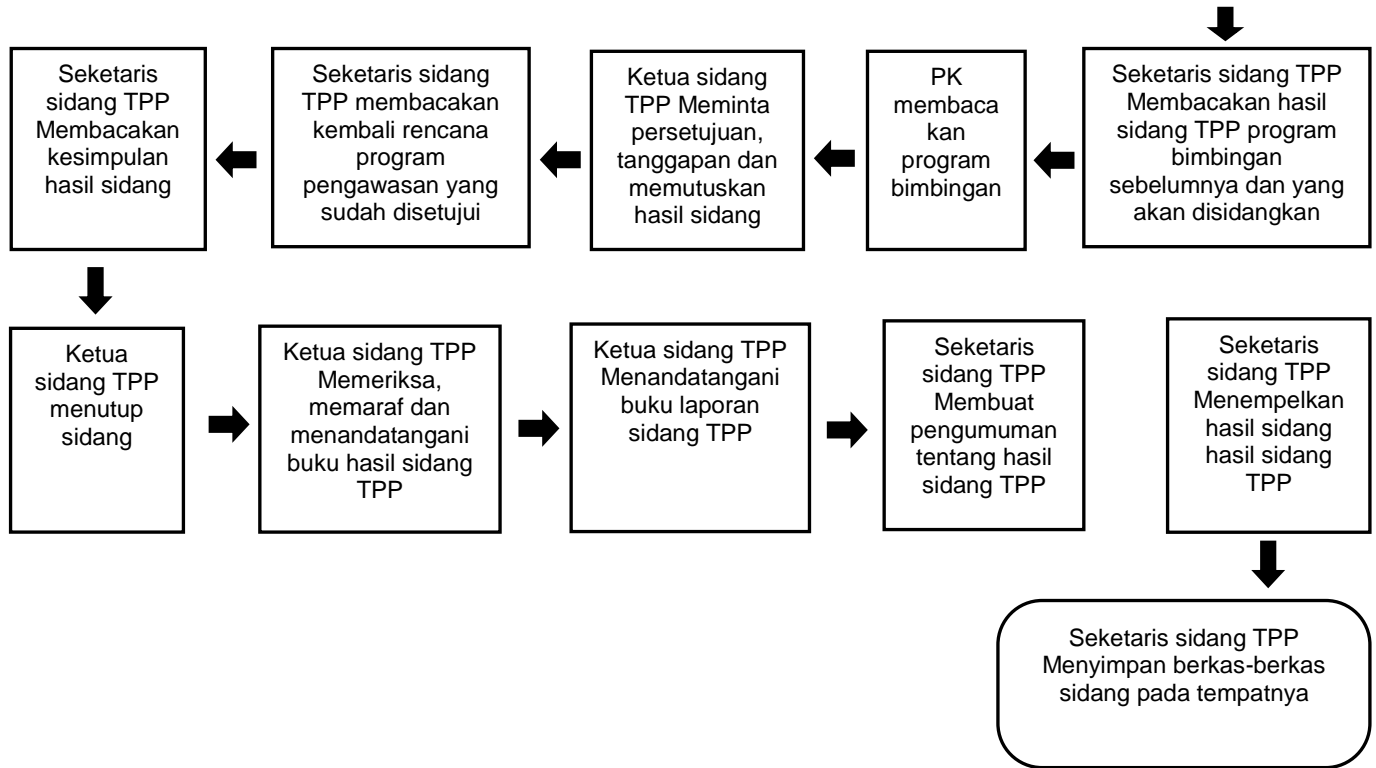 Seketaris sidang TPP
Membacakan hasil
sidang TPP program
bimbingan
sebelumnya dan yang
akan disidangkan
PK
membaca
kan
program
bimbingan
Ketua sidang
TPP Meminta
persetujuan,
tanggapan dan
memutuskan
hasil sidang
Seketaris sidang
TPP membacakan
kembali rencana
program
pengawasan yang
sudah disetujui
Seketaris
sidang TPP
Membacakan
kesimpulan
hasil sidang
Ketua
sidang TPP
menutup
sidang
Ketua sidang TPP
Memeriksa,
memaraf dan
menandatangani
buku hasil sidang
TPP
Ketua sidang TPP
Menandatangani
buku laporan
sidang TPP
Seketaris
sidang TPP
Membuat
pengumuman
tentang hasil
sidang TPP
Seketaris
sidang TPP
Menempelkan
hasil sidang
hasil sidang
TPP
Seketaris sidang TPP
Menyimpan berkas-berkas
sidang pada tempatnya